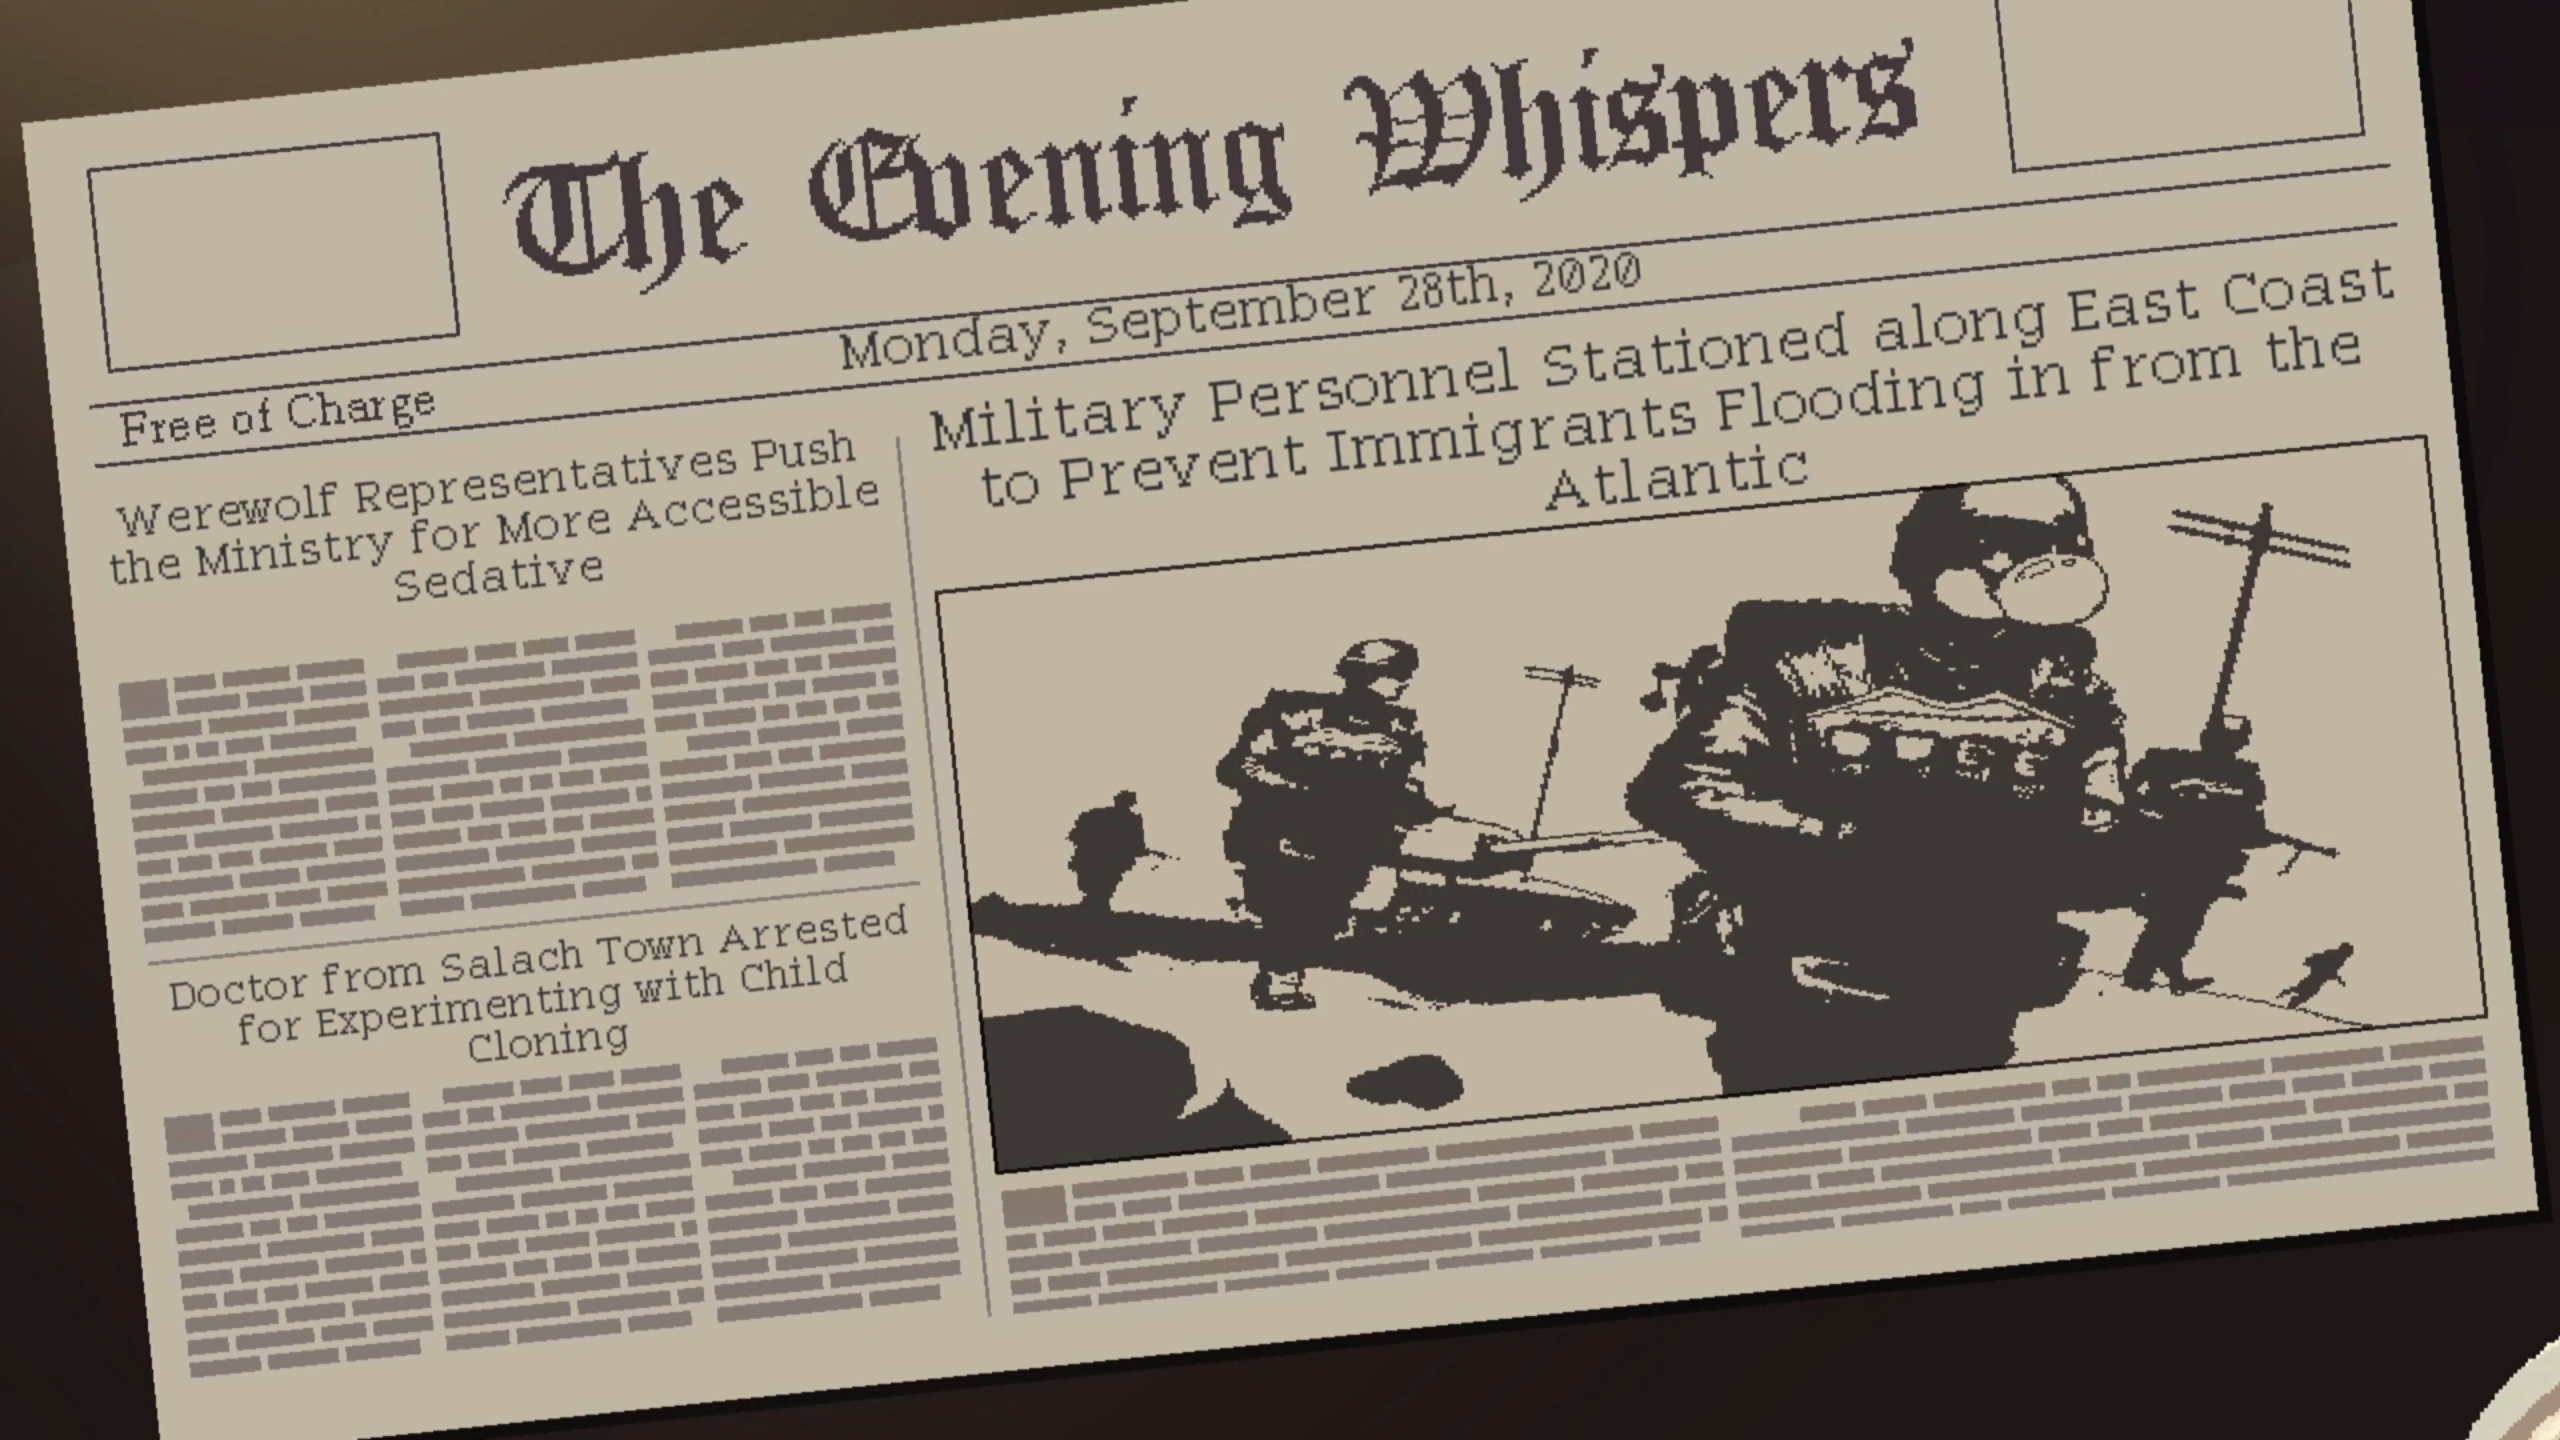 The Evening Whispers
Monday, September 28th, 2020
Free of Charge
Werewolf Representatives Push
the Ministry for More Accessible
Sedative
Doctor from Salach Town Arrested
for Experimenting with Child
Cloning
Military Personnel Stationed along East Coast
to Prevent Immigrants Flooding in from the
Atlantic